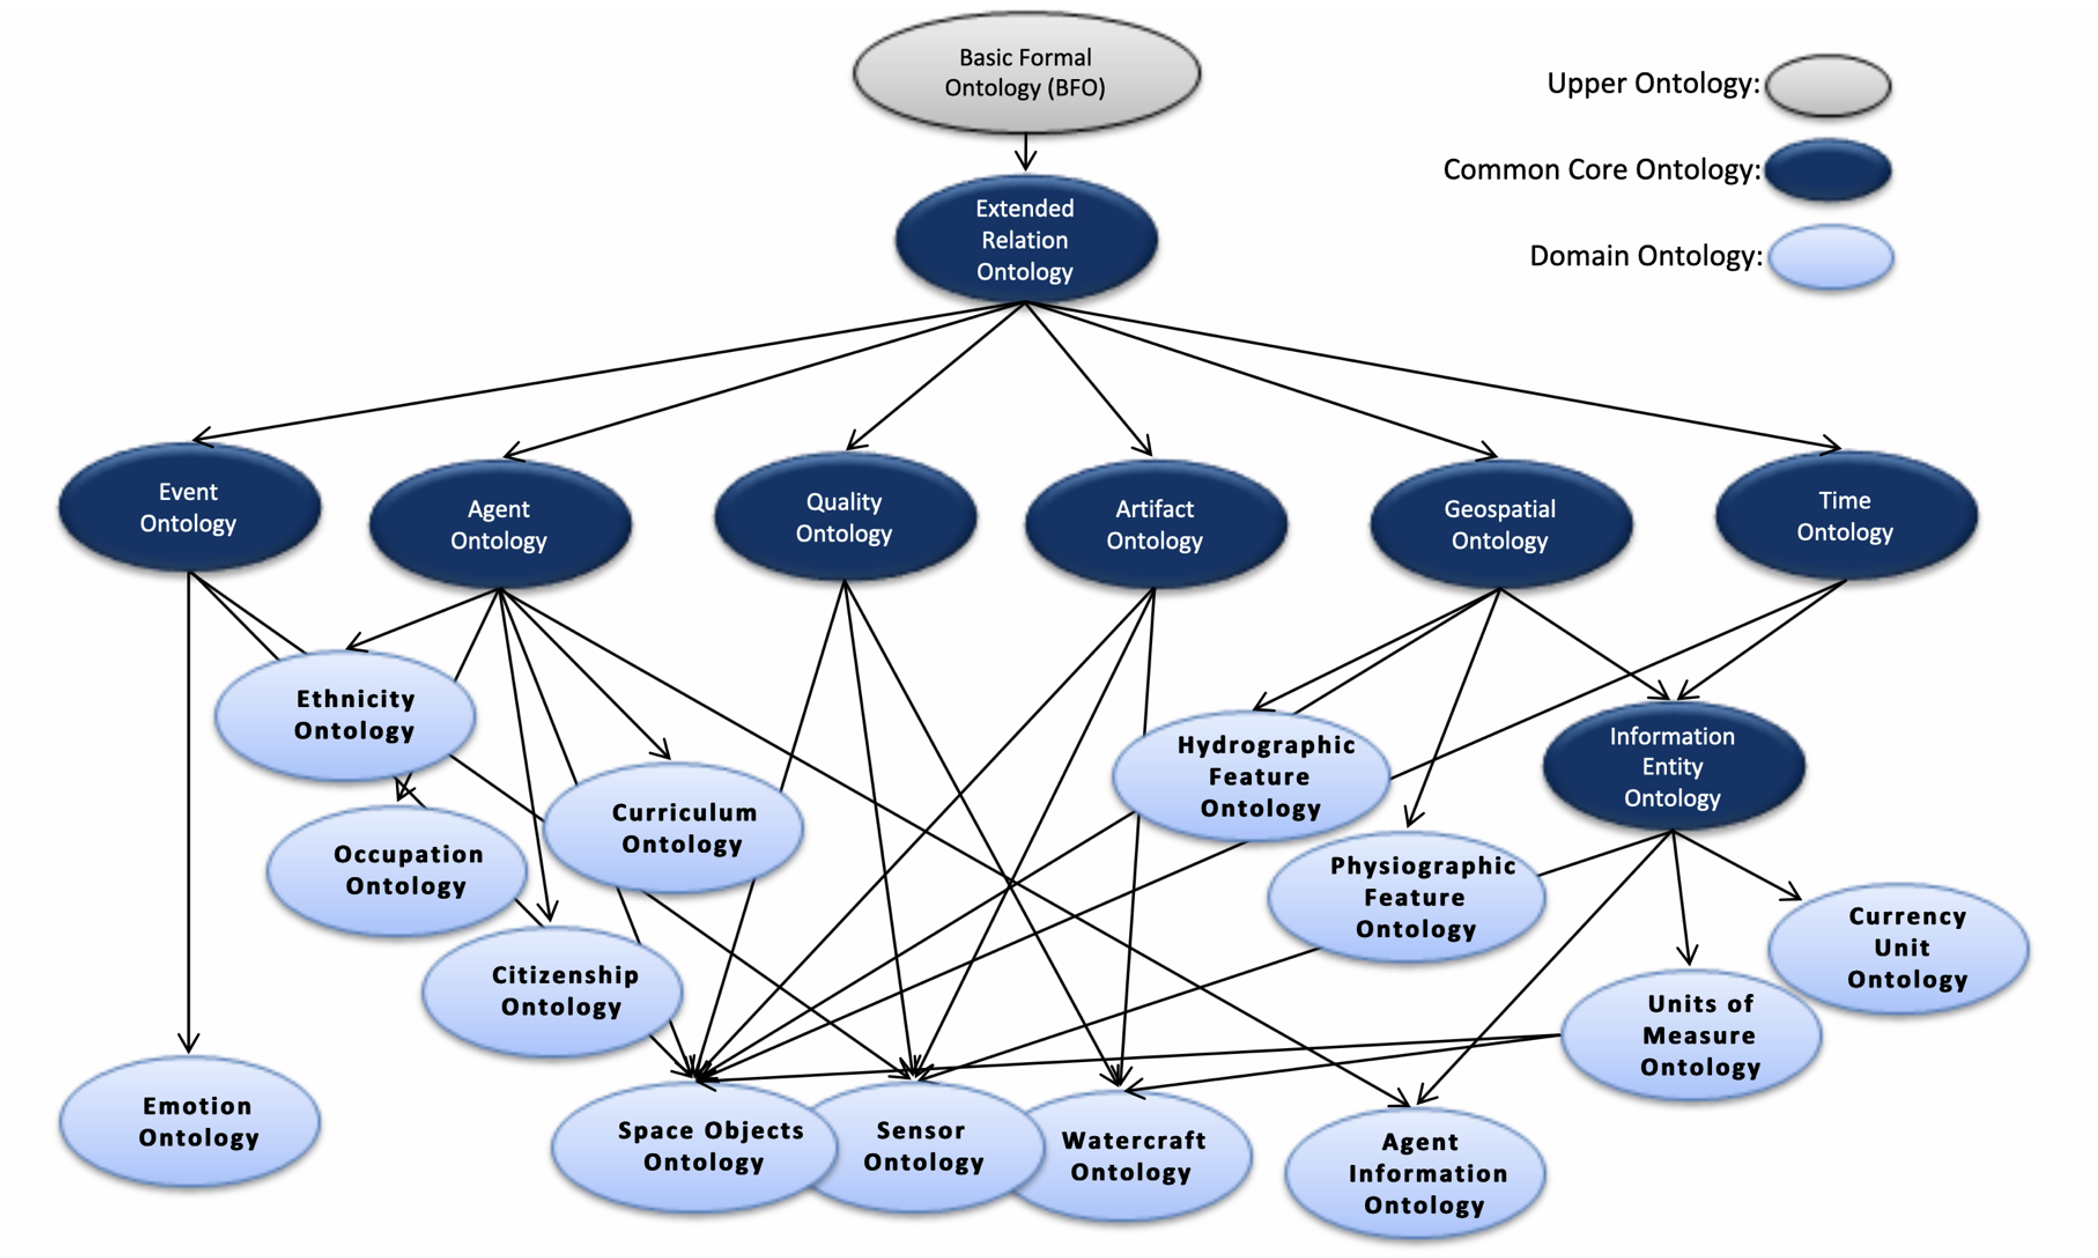 Basic Formal
Ontology (BFO)
Upper Ontology:
Common Core Ontology:
Domain Ontology:
Extended
Relation
Ontology
Event
Ontology
Agent
Ontology
Quality
Ontology
Artifact
Ontology
Geospatial
Ontology
Time
Ontology
Ethnicity
Ontology
Hydrographic
Feature
Ontology
Information
Entity
Ontology
Curriculum
Ontology
Occupation
Ontology
Physiographic
Feature
Ontology
Currency
Unit
Ontology
Citizenship
Ontology
Units of
Measure
Ontology
Emotion
Ontology
Space Objects
Ontology
Sensor
Ontology
Watercraft
Ontology
Agent
Information
Ontology